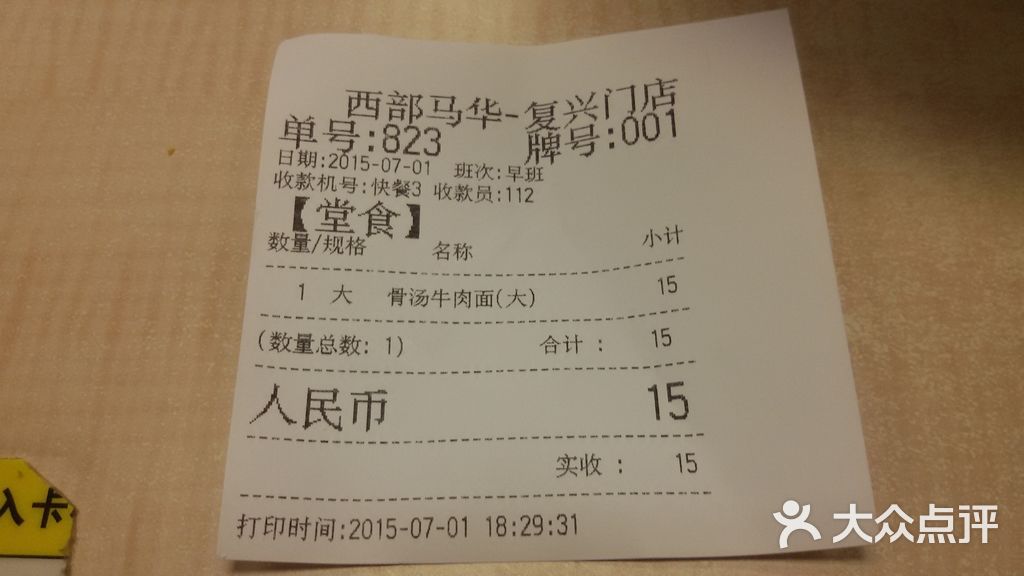 西部马华-复兴门店
单号:823 牌号:001
日期:2015-07-01 班次:早班
收款机号:快餐3 收款员:112
【堂食】
数量/规格 名称 小计
1 大 骨汤牛肉面(大) 15
(数量总数: 1) 合计 : 15
人民币 15
实收 : 15
打印时间:2015-07-01 18:29:31
入卡
大众点评